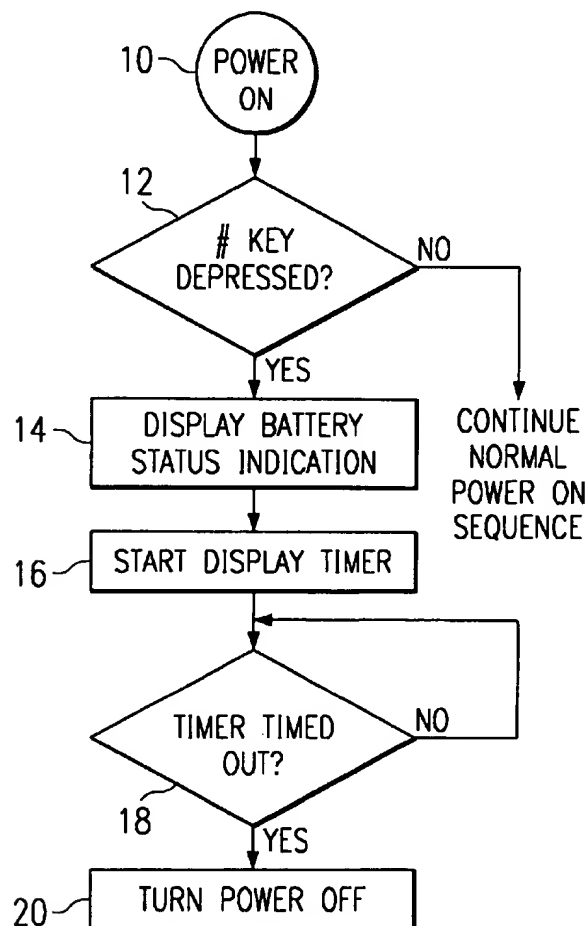 10
POWER
ON
12
# KEY
DEPRESSED?
NO
YES
14
DISPLAY BATTERY
STATUS INDICATION
CONTINUE
NORMAL
POWER ON
SEQUENCE
16
START DISPLAY TIMER
TIMER TIMED
OUT?
NO
18
YES
20
TURN POWER OFF